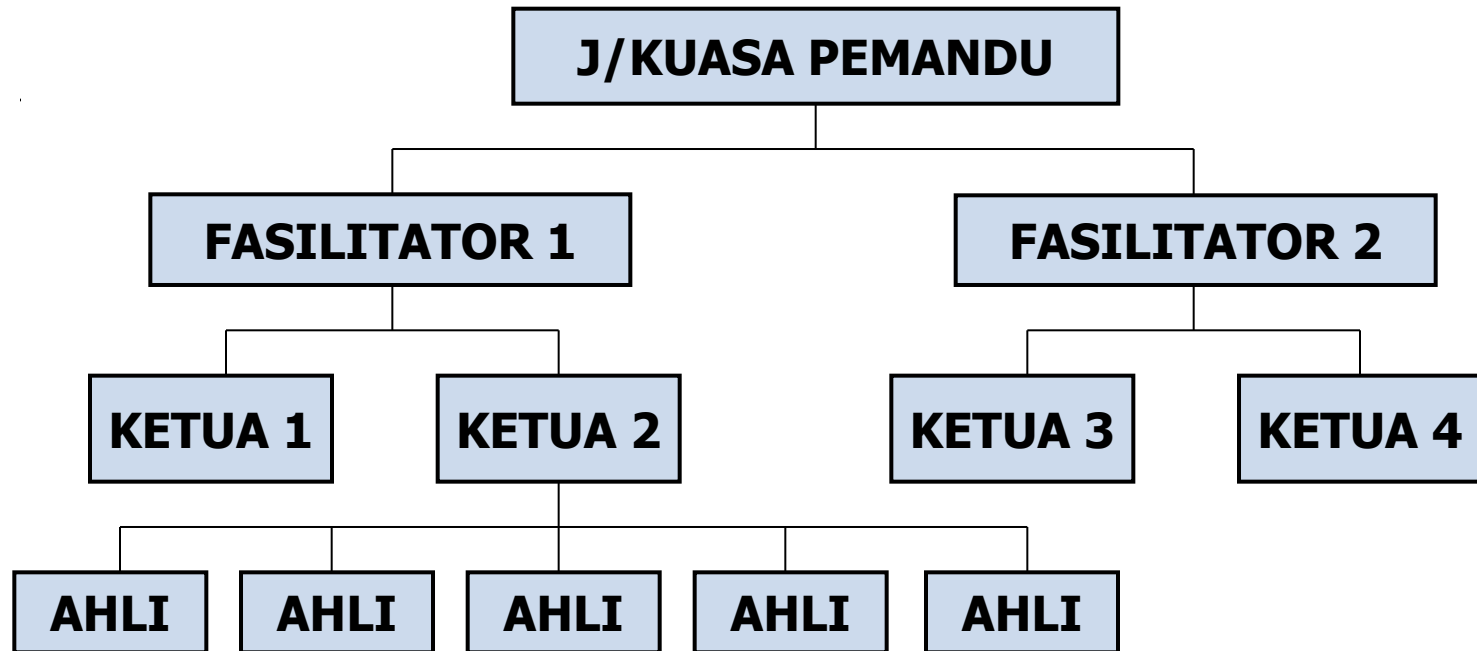 J/KUASA PEMANDU
FASILITATOR 1
FASILITATOR 2
KETUA 1
KETUA 2
KETUA 3
KETUA 4
AHLI
AHLI
AHLI
AHLI
AHLI